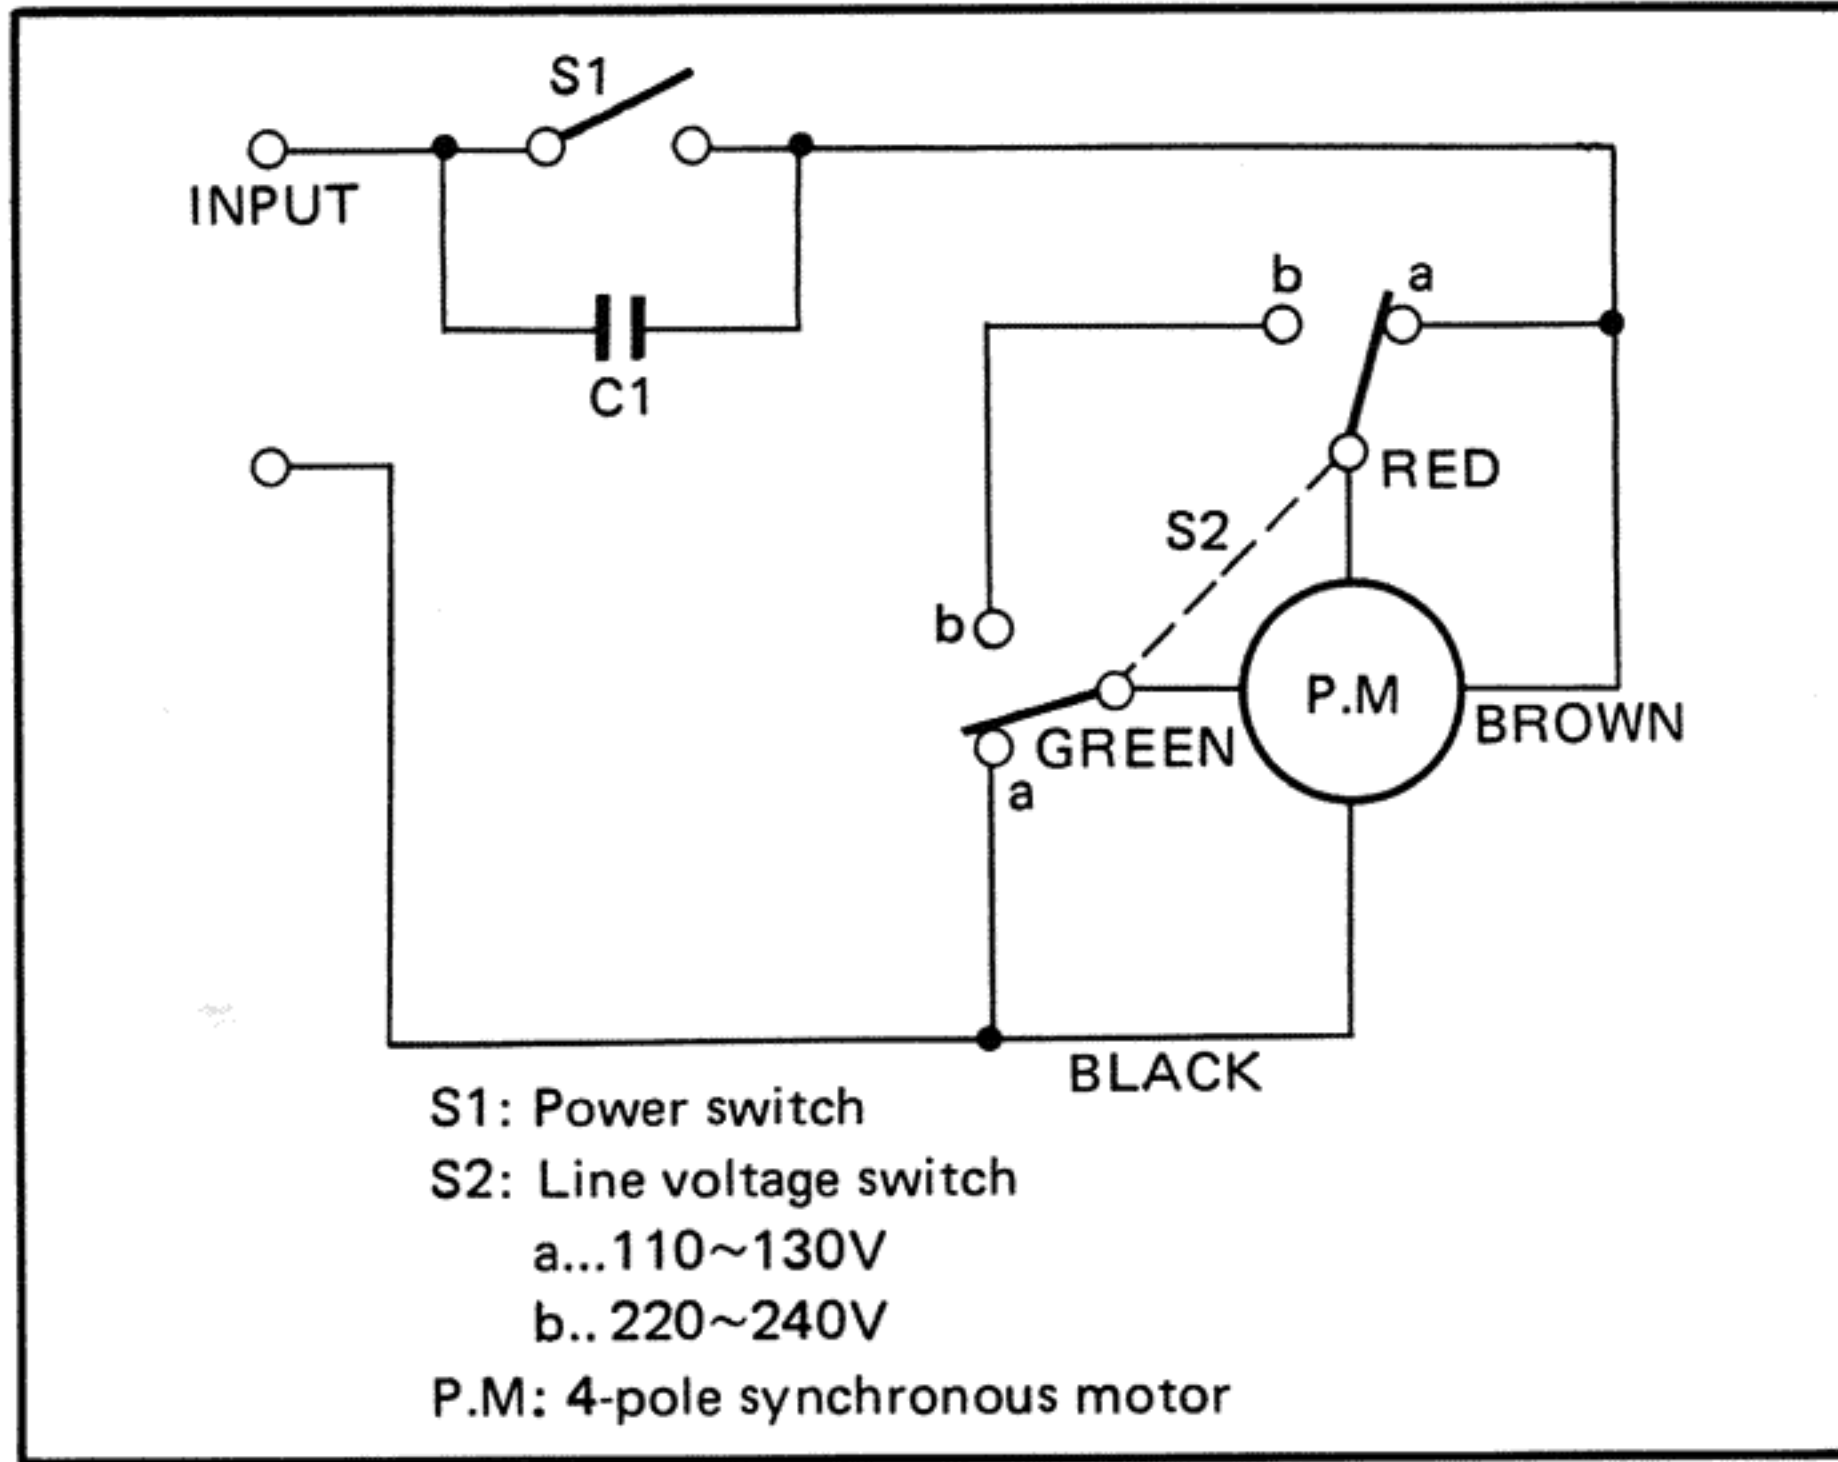 S1
INPUT
C1
b
a
RED
S2
b
GREEN
a
P.M
BROWN
BLACK
S1: Power switch
S2: Line voltage switch
a...110~130V
b.. 220~240V
P.M: 4-pole synchronous motor